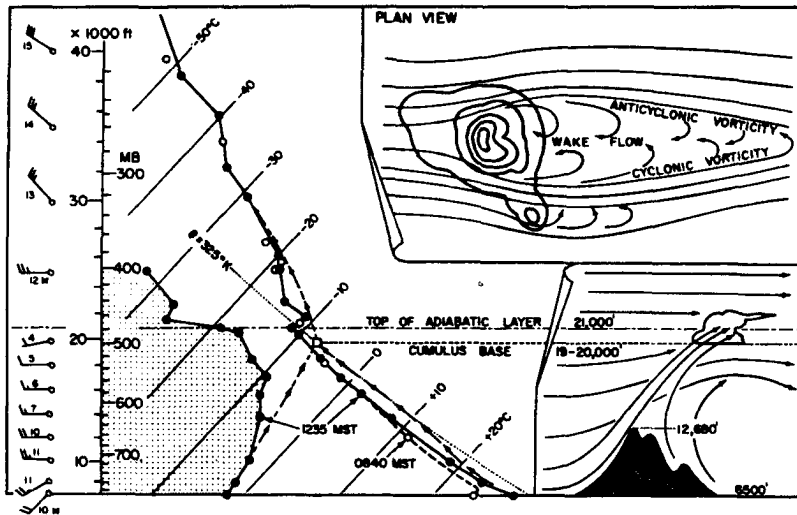 × 1000 ft
40
30
20
10
MB
300
400
500
600
700
15
14
13
12 M
4
5
6
7
10
11
11
10 M
-50°C
-40
-30
-20
-10
0
+10
+20°C
θ = 325°K
1235 MST
0840 MST
PLAN VIEW
ANTICYCLONIC VORTICITY
WAKE FLOW
CYCLONIC VORTICITY
TOP OF ADIABATIC LAYER 21,000'
CUMULUS BASE 19-20,000'
12,680'
6500'